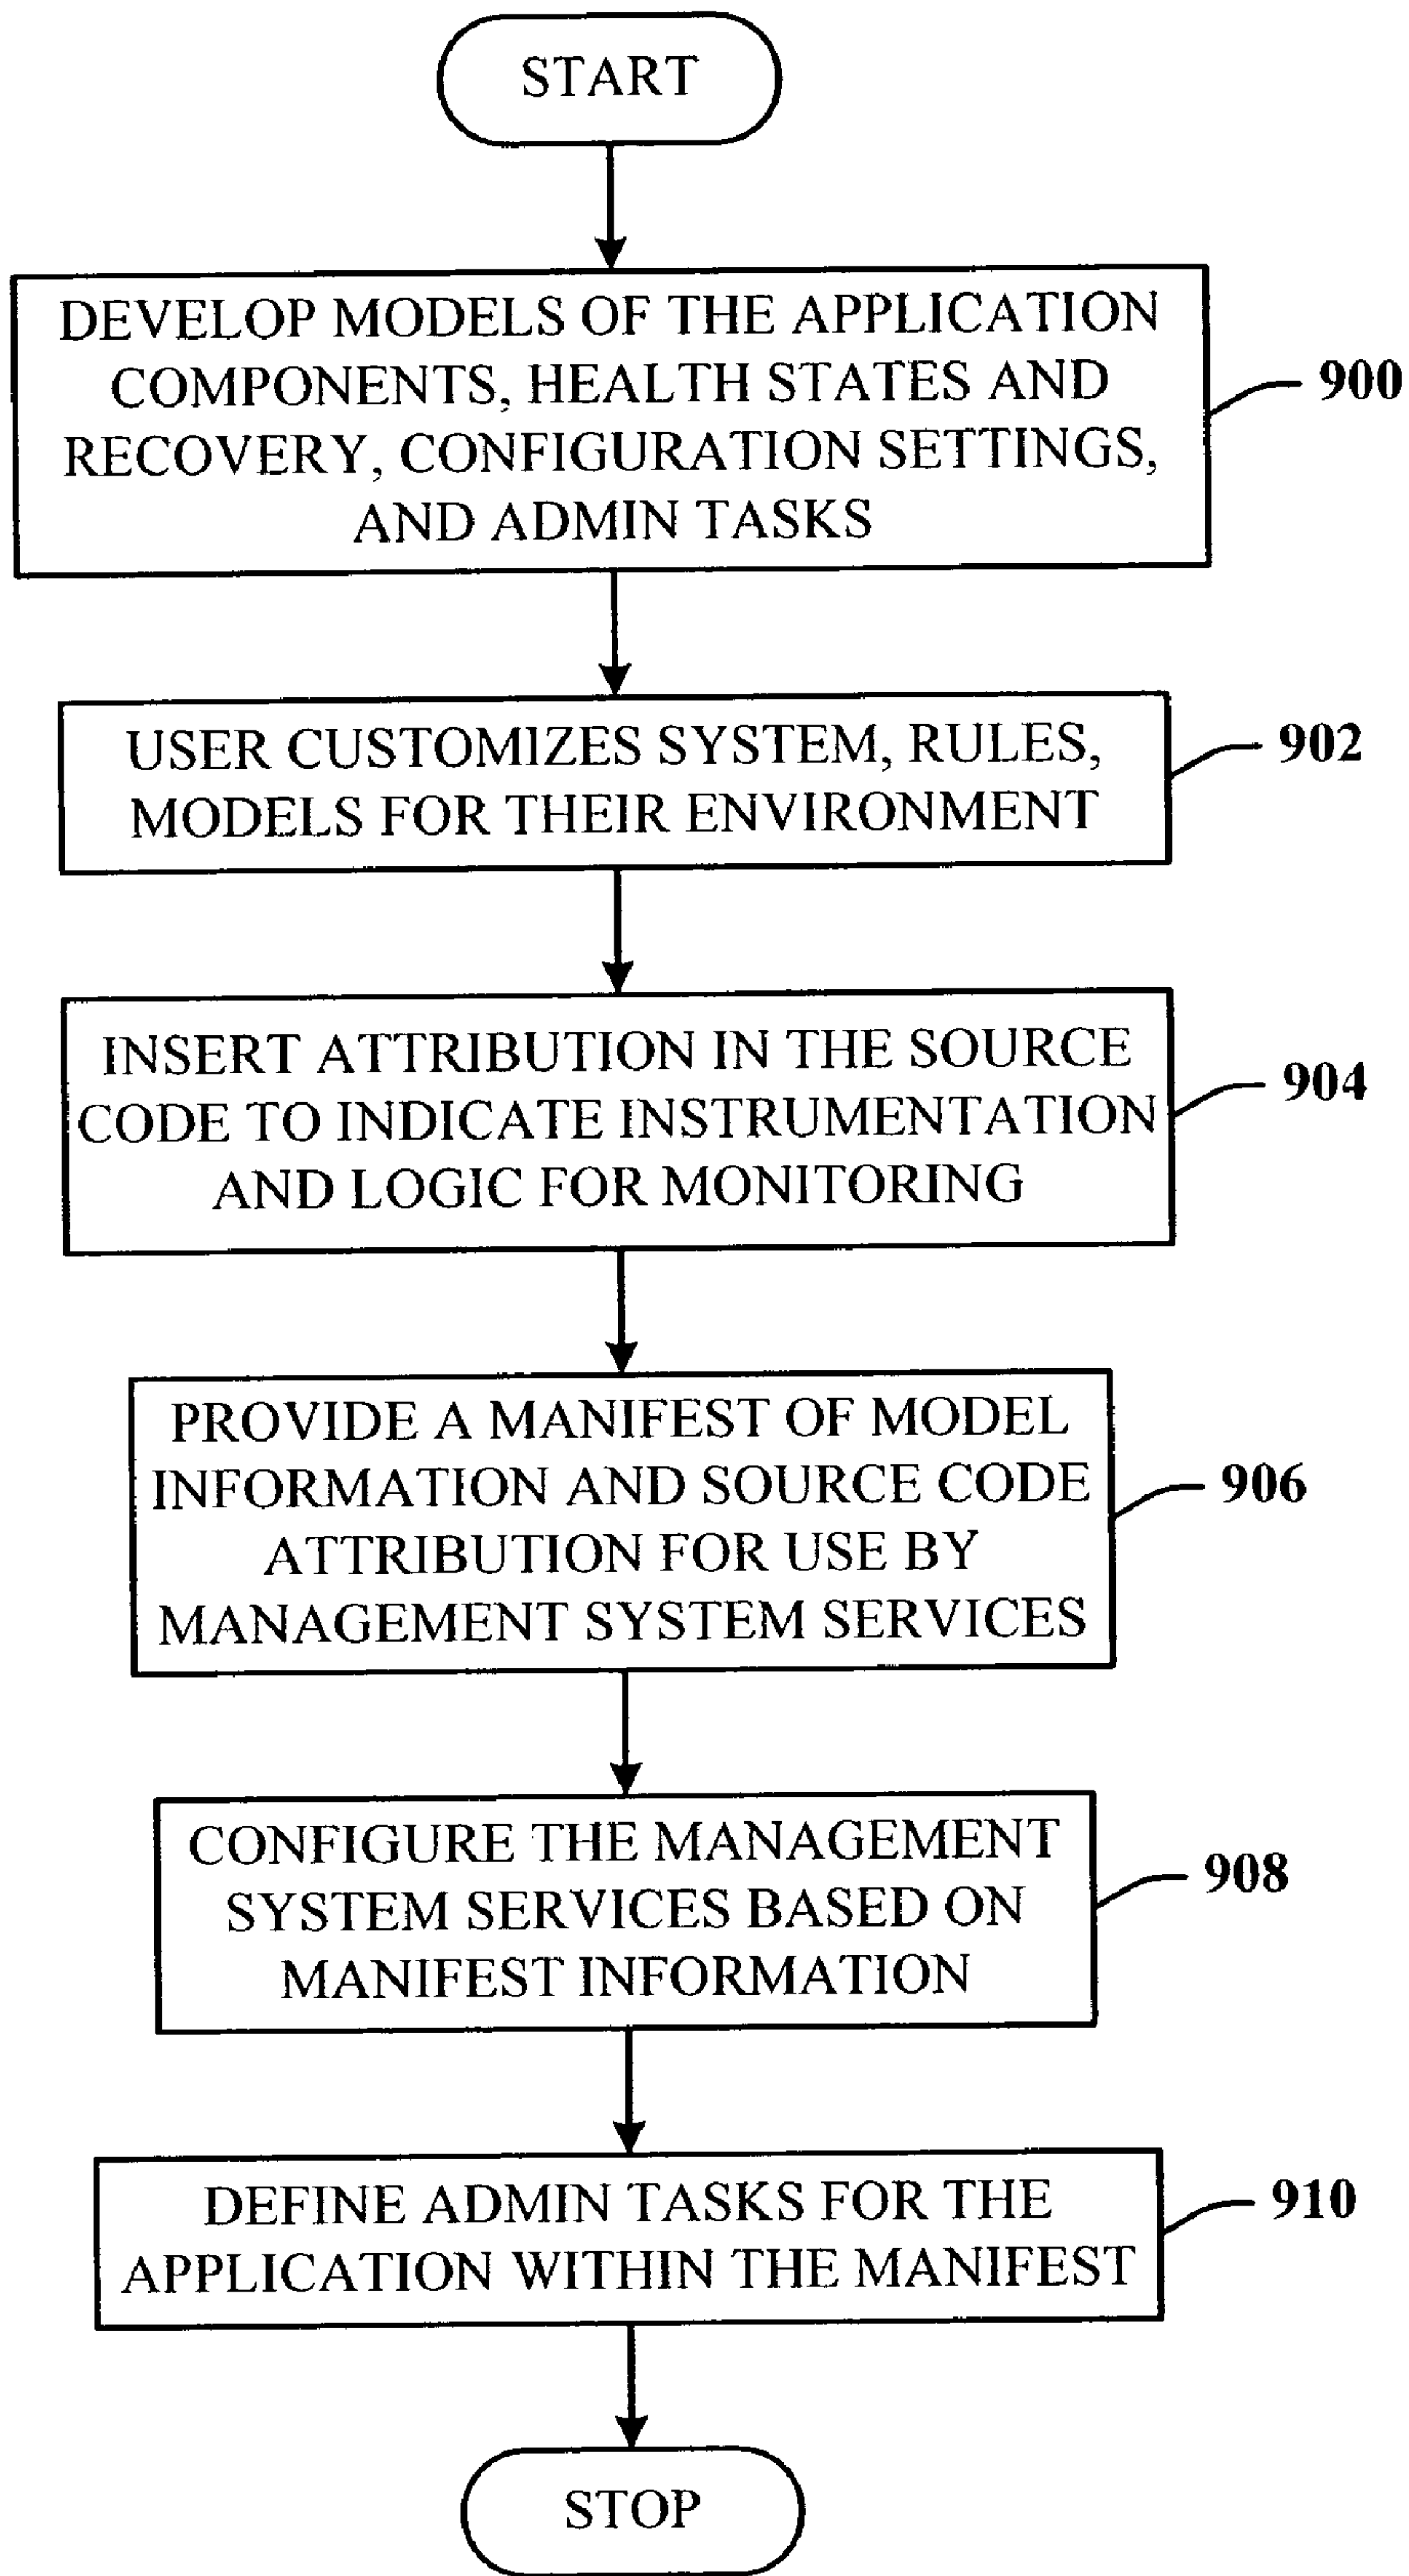 START
DEVELOP MODELS OF THE APPLICATION
COMPONENTS, HEALTH STATES AND
RECOVERY, CONFIGURATION SETTINGS,
AND ADMIN TASKS
900
USER CUSTOMIZES SYSTEM, RULES,
MODELS FOR THEIR ENVIRONMENT
902
INSERT ATTRIBUTION IN THE SOURCE
CODE TO INDICATE INSTRUMENTATION
AND LOGIC FOR MONITORING
904
PROVIDE A MANIFEST OF MODEL
INFORMATION AND SOURCE CODE
ATTRIBUTION FOR USE BY
MANAGEMENT SYSTEM SERVICES
906
CONFIGURE THE MANAGEMENT
SYSTEM SERVICES BASED ON
MANIFEST INFORMATION
908
DEFINE ADMIN TASKS FOR THE
APPLICATION WITHIN THE MANIFEST
910
STOP